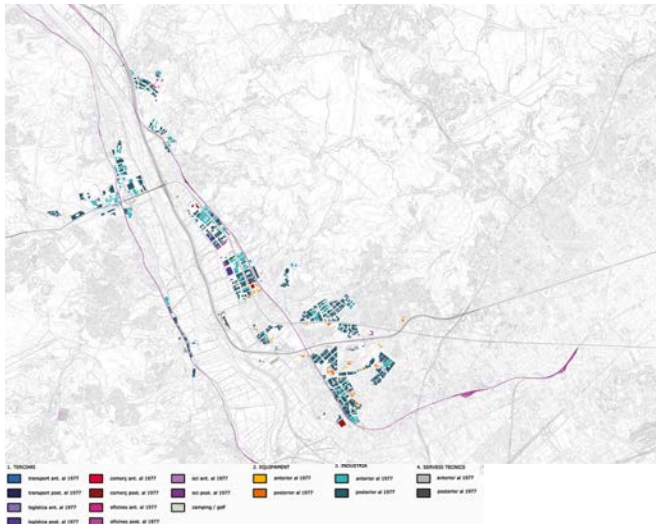 1. TERCIARI
transport ant. al 1977
transport post. al 1977
logística ant. al 1977
logística post. al 1977
comerç ant. al 1977
comerç post. al 1977
oficines ant. al 1977
oficines post. al 1977
oci ant. al 1977
oci post. al 1977
camping / golf
2. EQUIPAMENT
anterior al 1977
posterior al 1977
3. INDUSTRIA
anterior al 1977
posterior al 1977
4. SERVEIS TECNICS
anterior al 1977
posterior al 1977